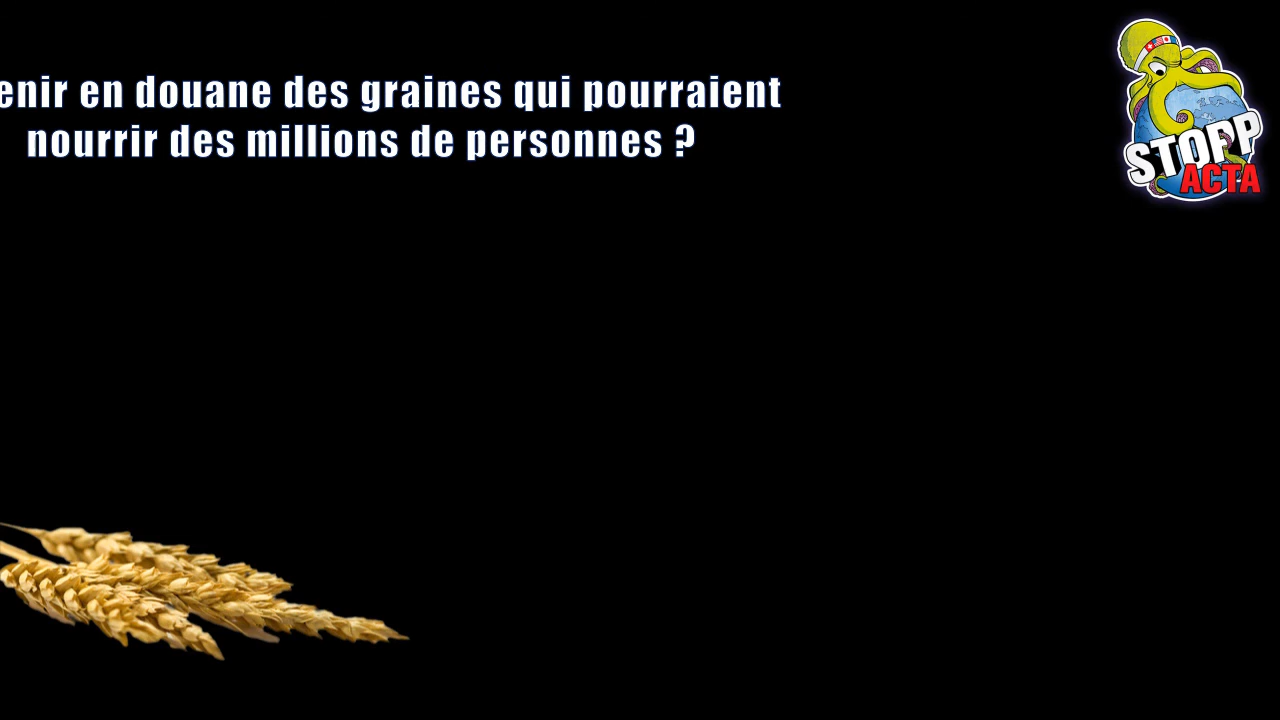 enir en douane des graines qui pourraient
nourrir des millions de personnes ?
STOPP
ACTA